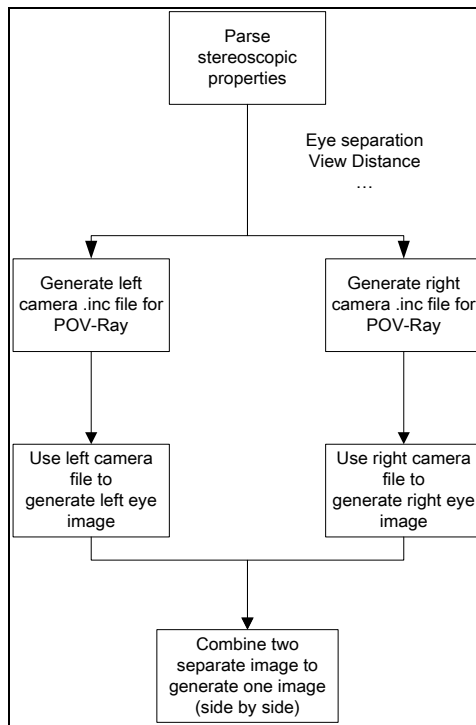 Parse
stereoscopic
properties
Eye separation
View Distance
…
Generate left
camera .inc file for
POV-Ray
Generate right
camera .inc file for
POV-Ray
Use left camera
file to
generate left eye
image
Use right camera
file to
generate right eye
image
Combine two
separate image to
generate one image
(side by side)